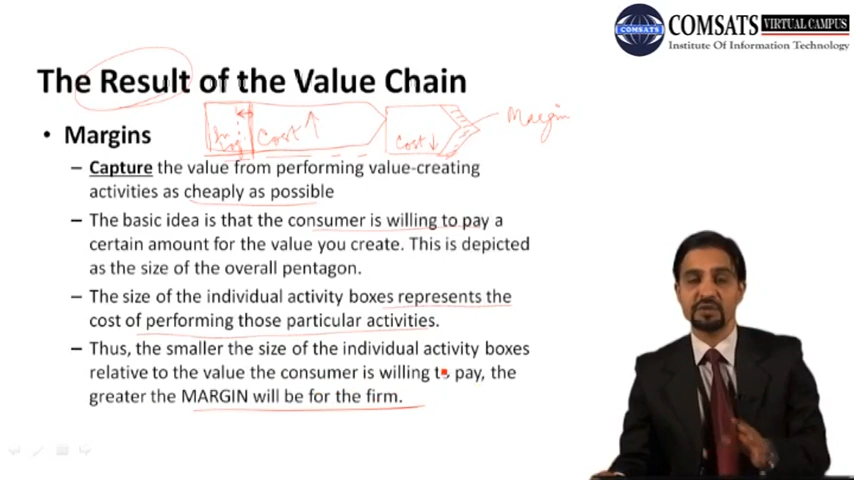 COMSATS
COMSATS VIRTUAL CAMPUS
Institute Of Information Technology
The Result of the Value Chain
Cost ↑
Cost ↓
Margin
• Margins
– Capture the value from performing value-creating
activities as cheaply as possible
– The basic idea is that the consumer is willing to pay a
certain amount for the value you create. This is depicted
as the size of the overall pentagon.
– The size of the individual activity boxes represents the
cost of performing those particular activities.
– Thus, the smaller the size of the individual activity boxes
relative to the value the consumer is willing to pay, the
greater the MARGIN will be for the firm.